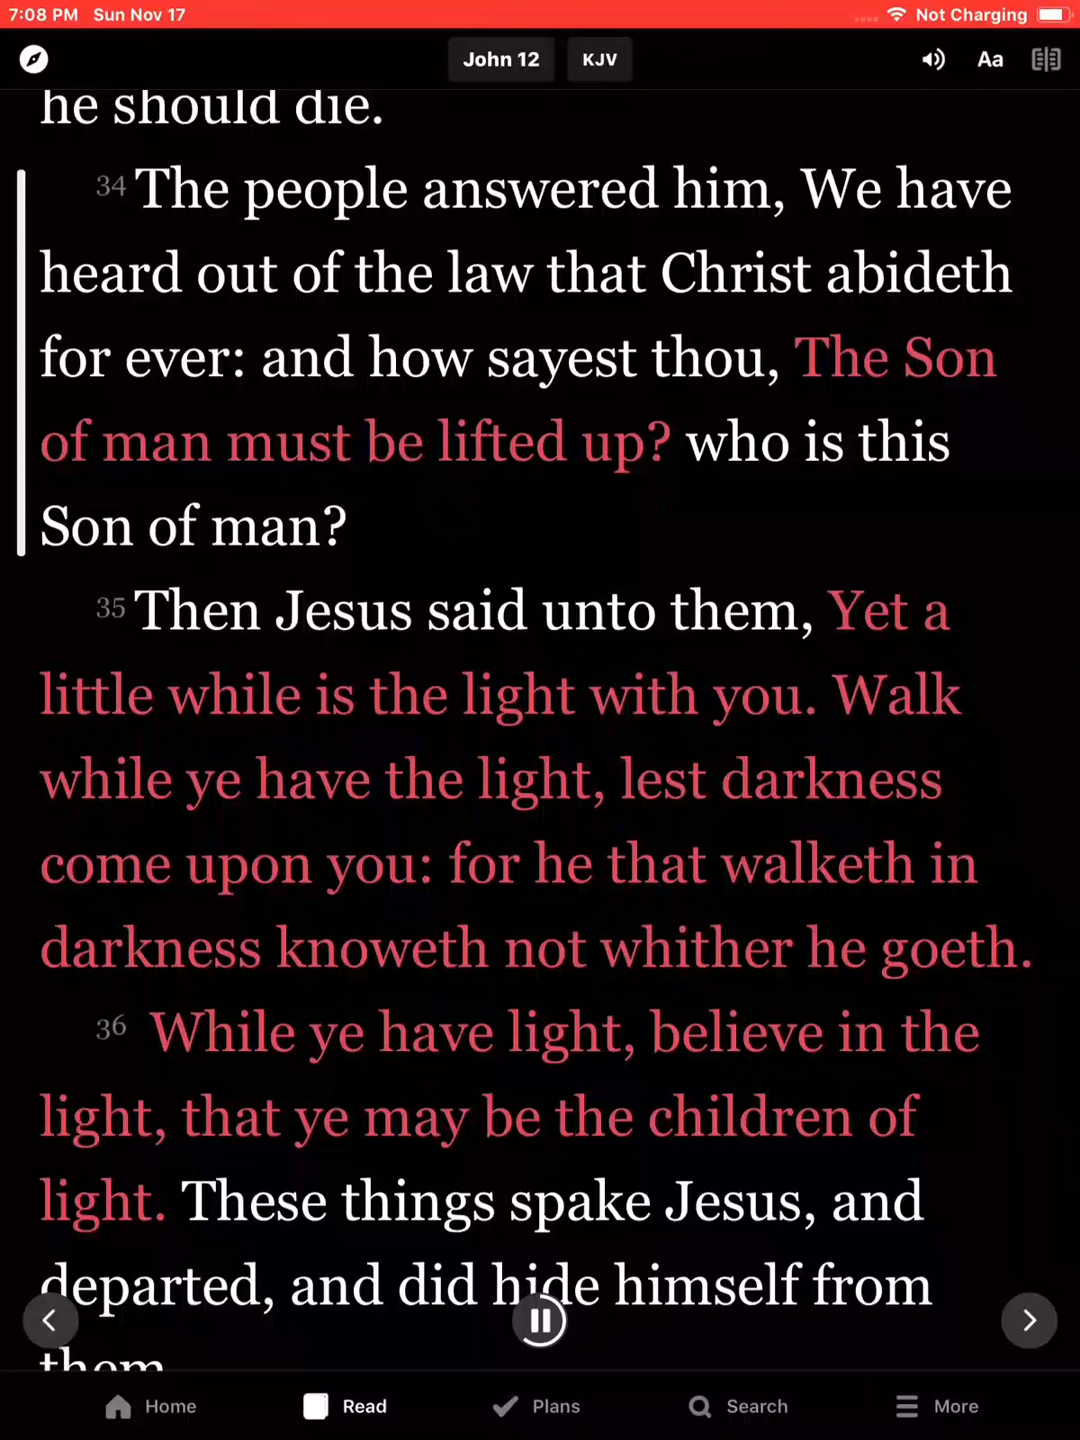 7:08 PM Sun Nov 17 Not Charging
John 12 KJV Aa
he should die.
34 The people answered him, We have
heard out of the law that Christ abideth
for ever: and how sayest thou, The Son
of man must be lifted up? who is this
Son of man?
35 Then Jesus said unto them, Yet a
little while is the light with you. Walk
while ye have the light, lest darkness
come upon you: for he that walketh in
darkness knoweth not whither he goeth.
36 While ye have light, believe in the
light, that ye may be the children of
light. These things spake Jesus, and
departed, and did hide himself from
them
Home Read Plans Search More